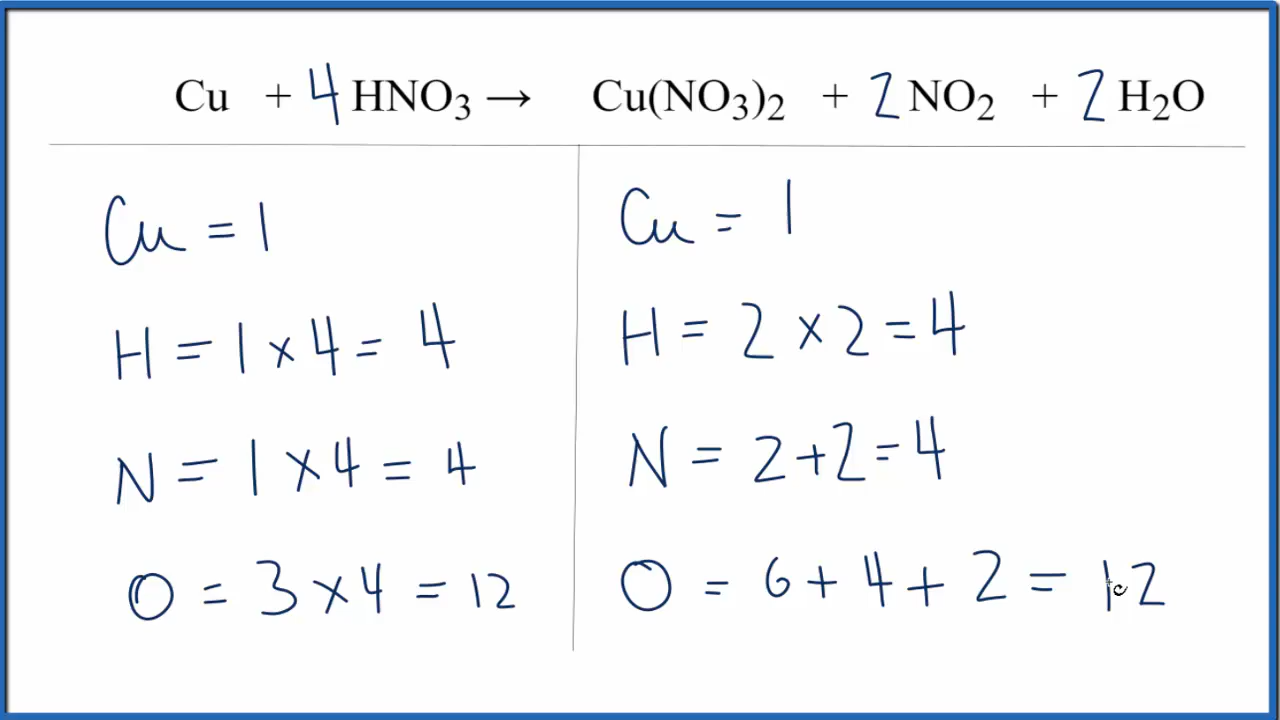 Cu + 4 HNO3 → Cu(NO3)2 + 2 NO2 + 2 H2O
Cu = 1
H = 1 × 4 = 4
N = 1 × 4 = 4
O = 3 × 4 = 12
Cu = 1
H = 2 × 2 = 4
N = 2 + 2 = 4
O = 6 + 4 + 2 = 12